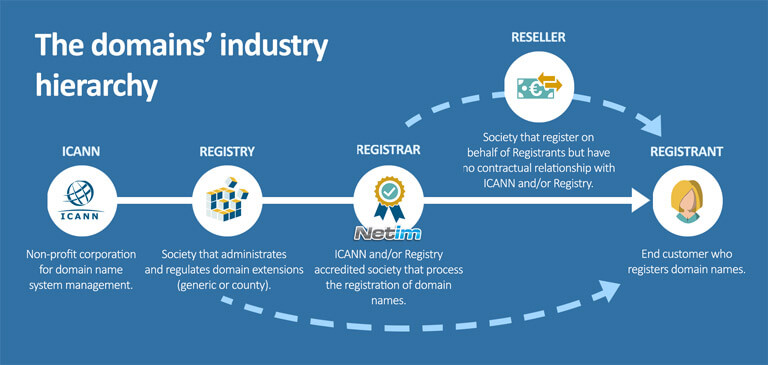 The domains' industry
hierarchy
RESELLER
€
Society that register on
behalf of Registrants but have
no contractual relationship with
ICANN and/or Registry.
ICANN
ICANN
Non-profit corporation
for domain name
system management.
REGISTRY
Society that administrates
and regulates domain extensions
(generic or county).
REGISTRAR
Netim
ICANN and/or Registry
accredited society that process
the registration of domain
names.
REGISTRANT
End customer who
registers domain names.